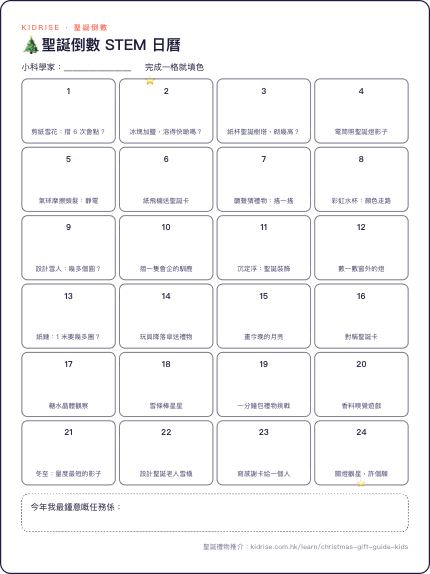 KIDRISE · 聖誕倒數
聖誕倒數 STEM 日曆
小科學家：________________ 完成一格就填色
1 2 3 4
剪紙雪花：摺 6 次會點？ 冰塊加鹽，溶得快啲嗎？ 紙杯聖誕樹塔，砌幾高？ 電筒照聖誕燈影子
5 6 7 8
氣球摩擦頭髮：靜電 紙飛機送聖誕卡 聽聲猜禮物：搖一搖 彩虹水杯：顏色走路
9 10 11 12
設計雪人：幾多個圓？ 摺一隻會企的馴鹿 沉定浮：聖誕裝飾 數一數窗外的燈
13 14 15 16
紙鏈：1 米要幾多圈？ 玩具降落傘送禮物 畫今晚的月亮 對稱聖誕卡
17 18 19 20
糖水晶體觀察 雪條棒星星 一分鐘包禮物挑戰 香料嗅覺遊戲
21 22 23 24
冬至：量度最短的影子 設計聖誕老人雪橇 寫感謝卡給一個人 關燈觀星，許個願
今年我最鍾意嘅任務係：
聖誕禮物推介：kidrise.com.hk/learn/christmas-gift-guide-kids